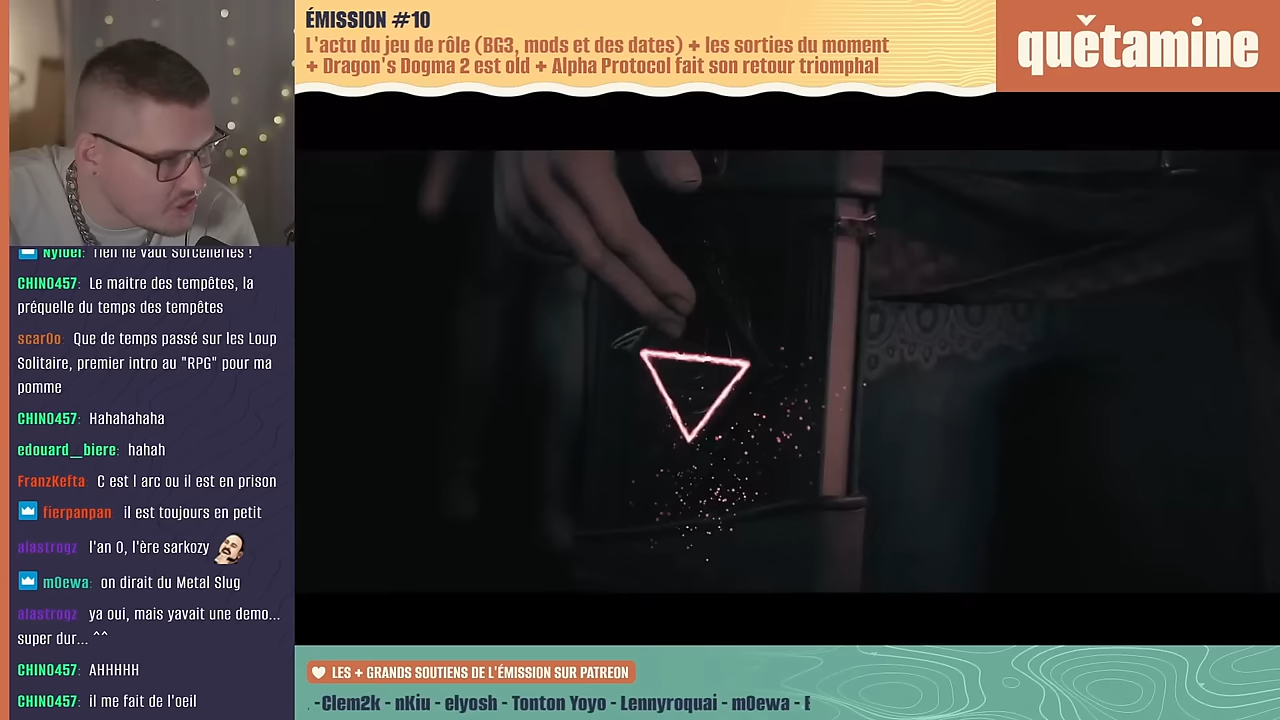 ÉMISSION #10
L'actu du jeu de rôle (BG3, mods et des dates) + les sorties du moment
+ Dragon's Dogma 2 est old + Alpha Protocol fait son retour triomphal
quětamine
Nylbel: rien ne vaut Sorcelleries !
CHINO457: Le maitre des tempêtes, la
préquelle du temps des tempêtes
scar0o: Que de temps passé sur les Loup
Solitaire, premier intro au "RPG" pour ma
pomme
CHINO457: Hahahahaha
edouard__biere: hahah
FranzKefta: C est l arc ou il est en prison
fierpanpan: il est toujours en petit
alastrogz: l'an 0, l'ère sarkozy
m0ewa: on dirait du Metal Slug
alastrogz: ya oui, mais yavait une demo...
super dur... ^^
CHINO457: AHHHHH
CHINO457: il me fait de l'oeil
LES + GRANDS SOUTIENS DE L'ÉMISSION SUR PATREON
-Clem2k - nKiu - elyosh - Tonton Yoyo - Lennyroquai - m0ewa -